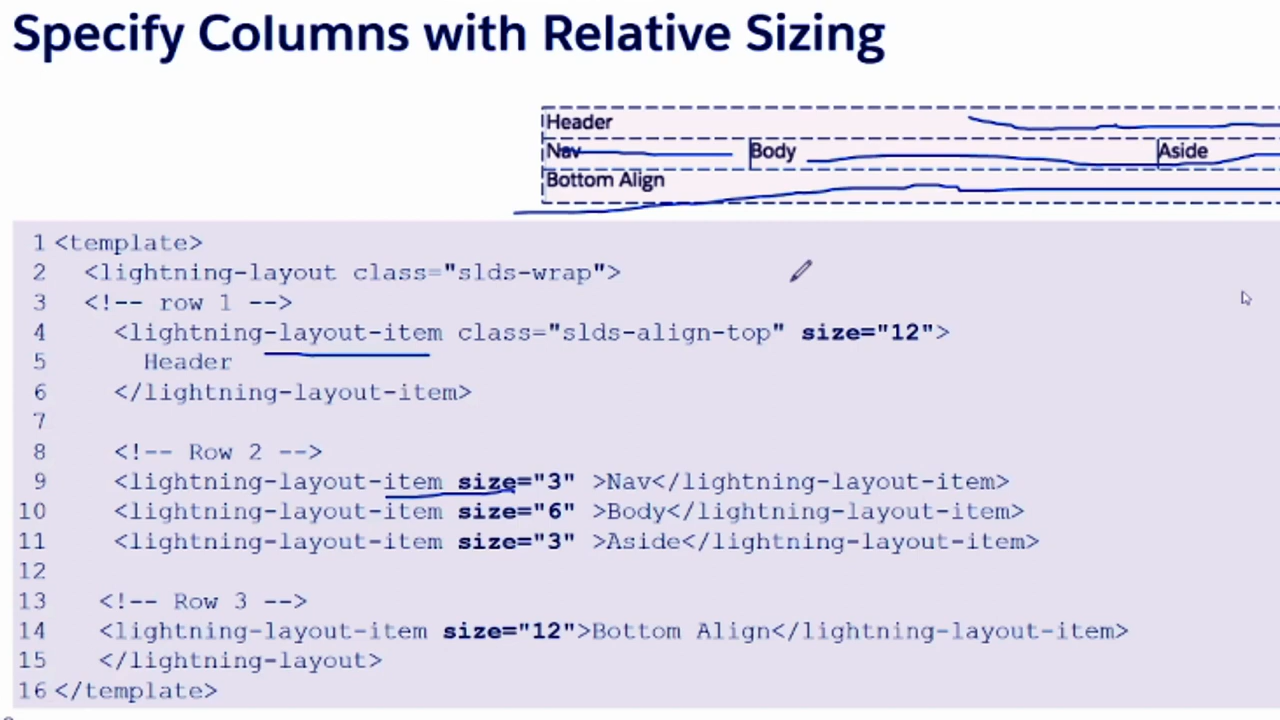 Specify Columns with Relative Sizing
Header
Nav Body Aside
Bottom Align
1 <template>
2 <lightning-layout class="slds-wrap">
3 <!-- row 1 -->
4 <lightning-layout-item class="slds-align-top" size="12">
5 Header
6 </lightning-layout-item>
7
8 <!-- Row 2 -->
9 <lightning-layout-item size="3" >Nav</lightning-layout-item>
10 <lightning-layout-item size="6" >Body</lightning-layout-item>
11 <lightning-layout-item size="3" >Aside</lightning-layout-item>
12
13 <!-- Row 3 -->
14 <lightning-layout-item size="12">Bottom Align</lightning-layout-item>
15 </lightning-layout>
16 </template>